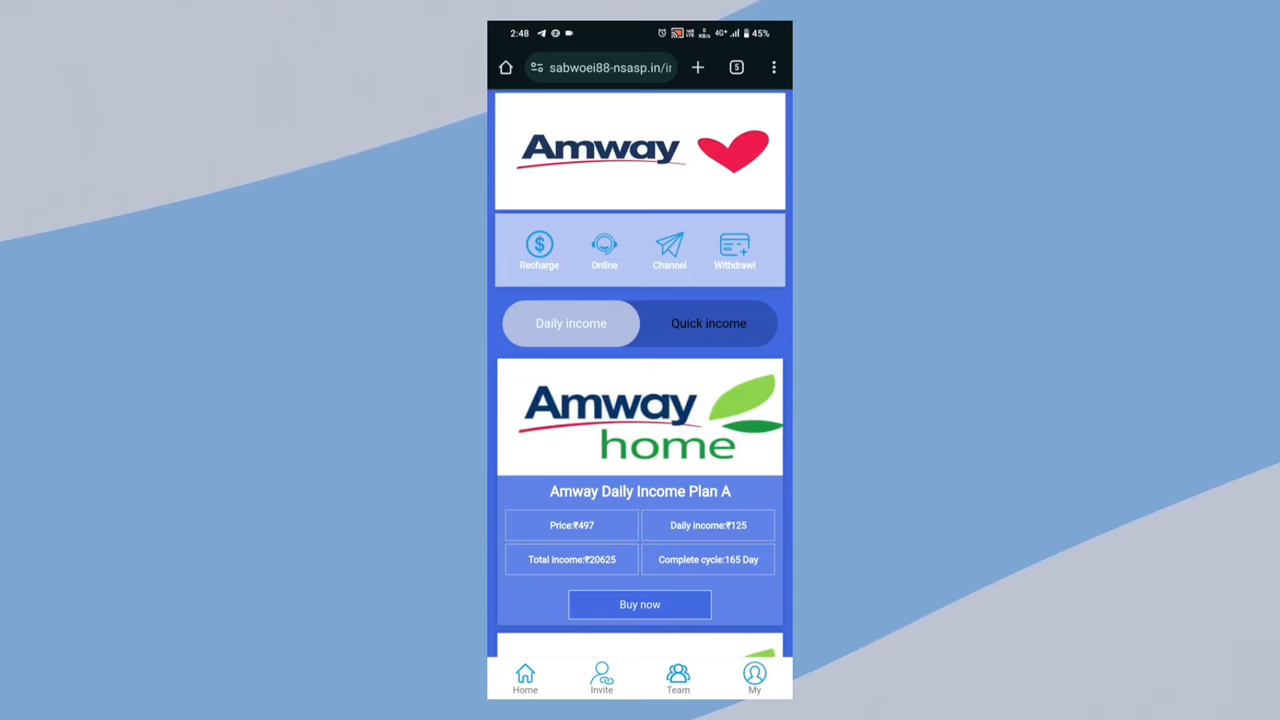 2:48
4G+ 45%
sabwoei88-nsasp.in/i
5
Amway
Recharge
Online
Channel
Withdrawl
Daily income
Quick income
Amway
home
Amway Daily Income Plan A
Price:₹497
Daily income:₹125
Total income:₹20625
Complete cycle:165 Day
Buy now
Home
Invite
Team
My